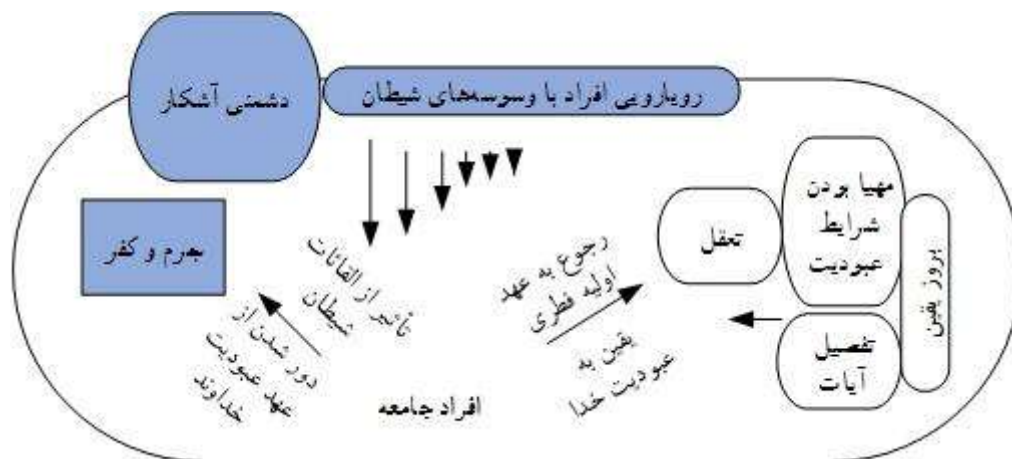 دشمنی آشکار
رویارویی افراد با وسوسه‌های شیطان
مهیا بودن
شرایط
عبودیت
تعقل
بروز یقین
تفصیل
آیات
رجوع به عهد
اولیه فطری
یقین به
عبودیت خدا
تأثیر از القائات
شیطان
دور شدن از
عهد عبودیت
خداوند
جرم و کفر
افراد جامعه